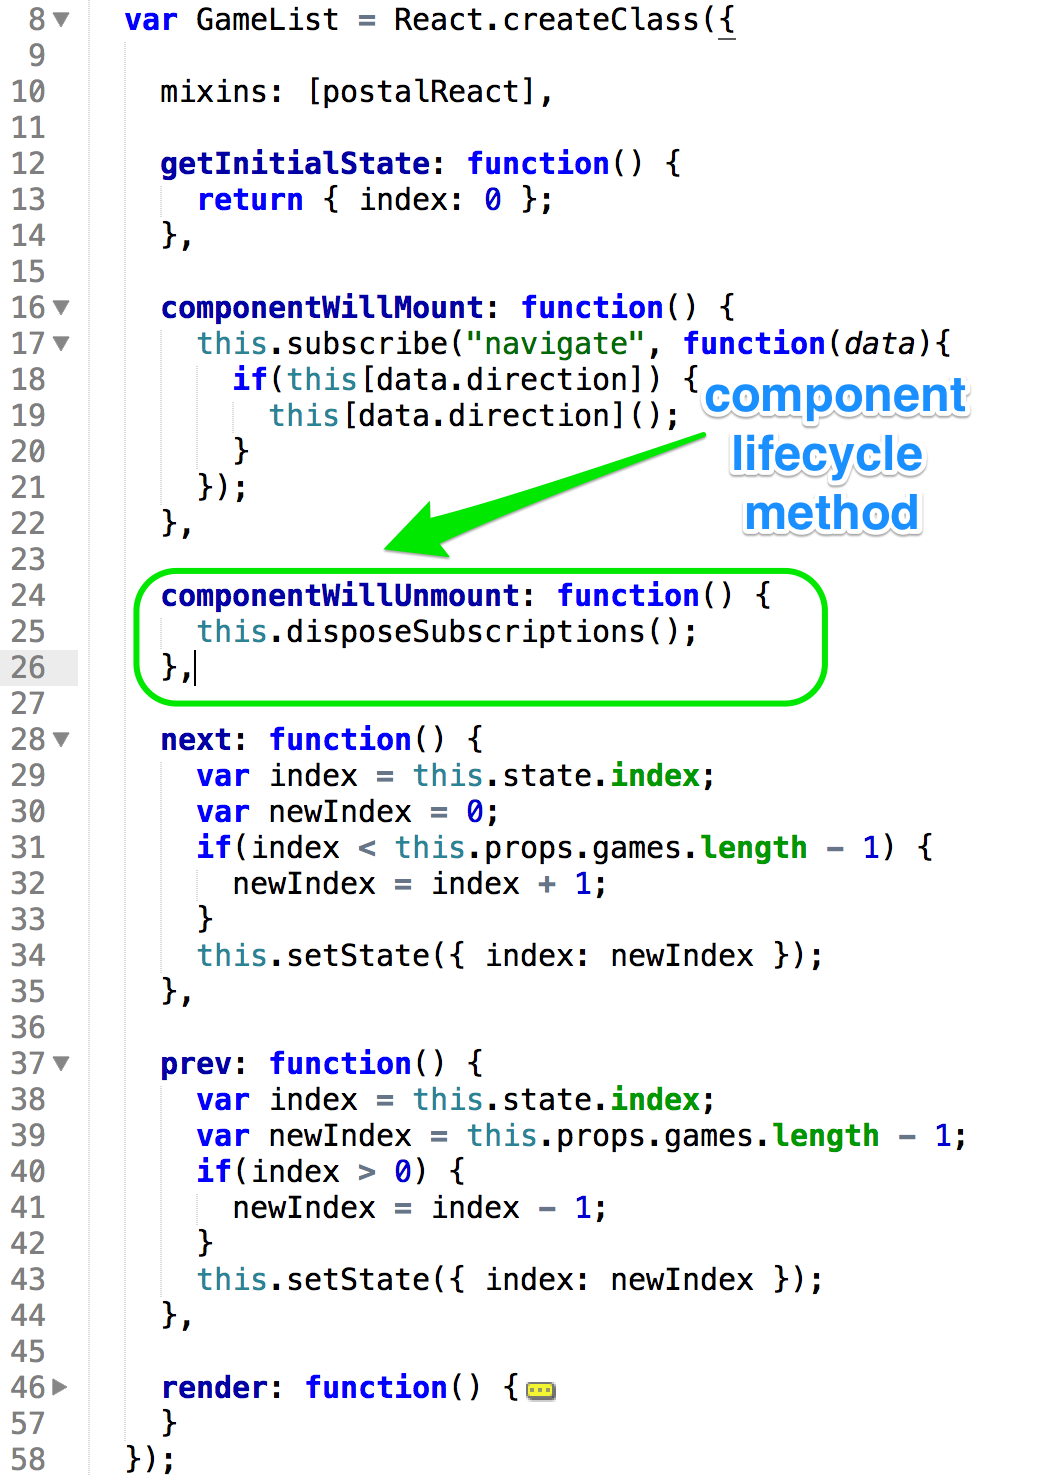 8 var GameList = React.createClass({
9
10 mixins: [postalReact],
11
12 getInitialState: function() {
13 return { index: 0 };
14 },
15
16 componentWillMount: function() {
17 this.subscribe("navigate", function(data){
18 if(this[data.direction]) {
19 this[data.direction]();
20 }
21 });
22 },
23
component
lifecycle
method
24 componentWillUnmount: function() {
25 this.disposeSubscriptions();
26 },
27
28 next: function() {
29 var index = this.state.index;
30 var newIndex = 0;
31 if(index < this.props.games.length - 1) {
32 newIndex = index + 1;
33 }
34 this.setState({ index: newIndex });
35 },
36
37 prev: function() {
38 var index = this.state.index;
39 var newIndex = this.props.games.length - 1;
40 if(index > 0) {
41 newIndex = index - 1;
42 }
43 this.setState({ index: newIndex });
44 },
45
46 render: function() {
57 }
58 });